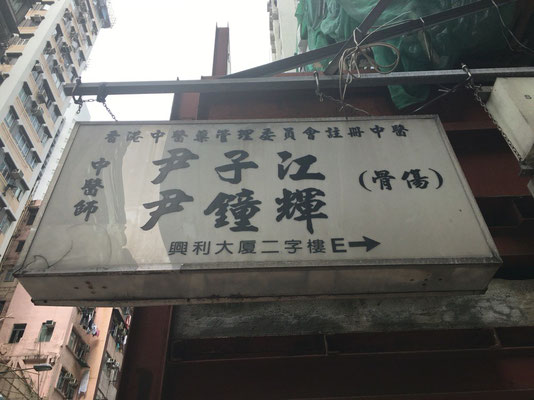 香港中醫藥管理委員會註冊中醫
中醫師
尹子江
尹鐘輝
(骨傷)
興利大厦二字樓E→